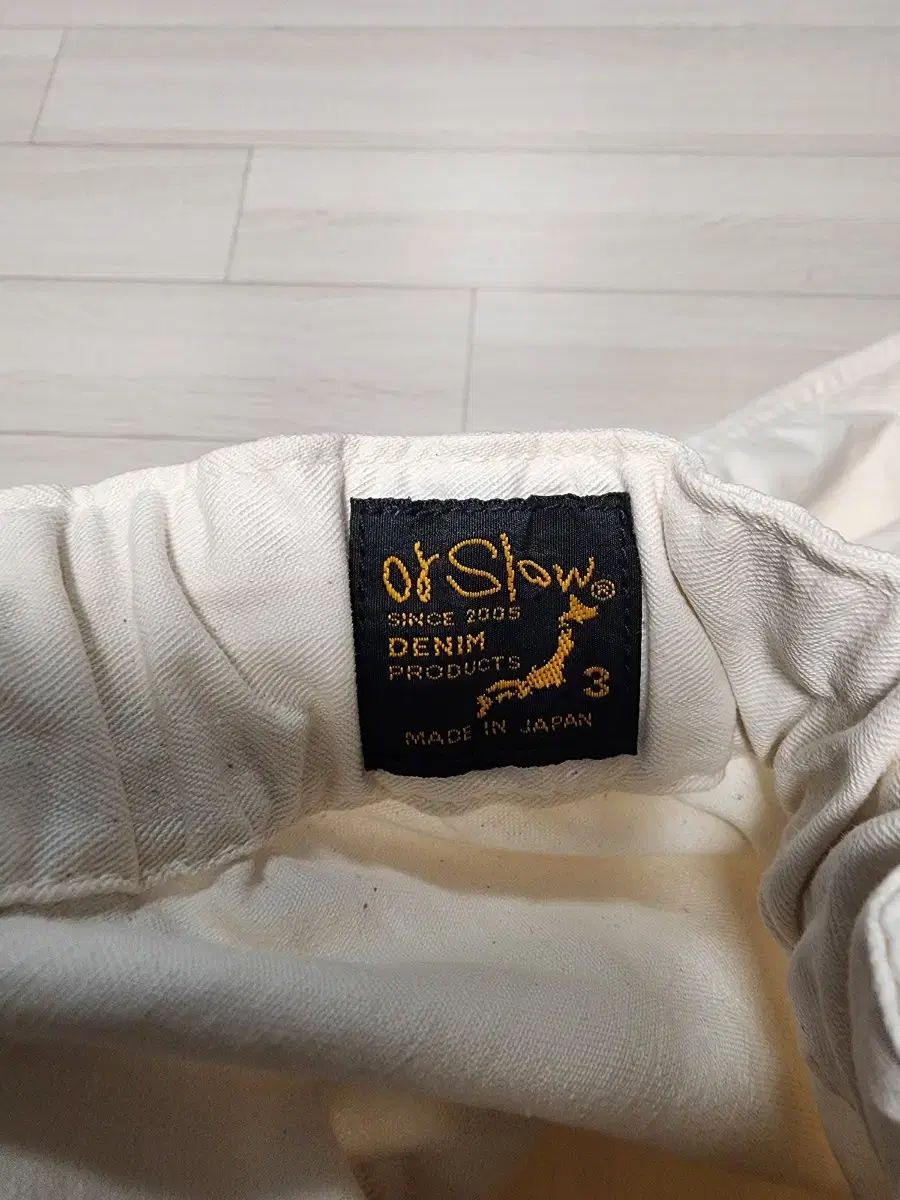 orSlow®
SINCE 2005
DENIM
PRODUCTS
3
MADE IN JAPAN